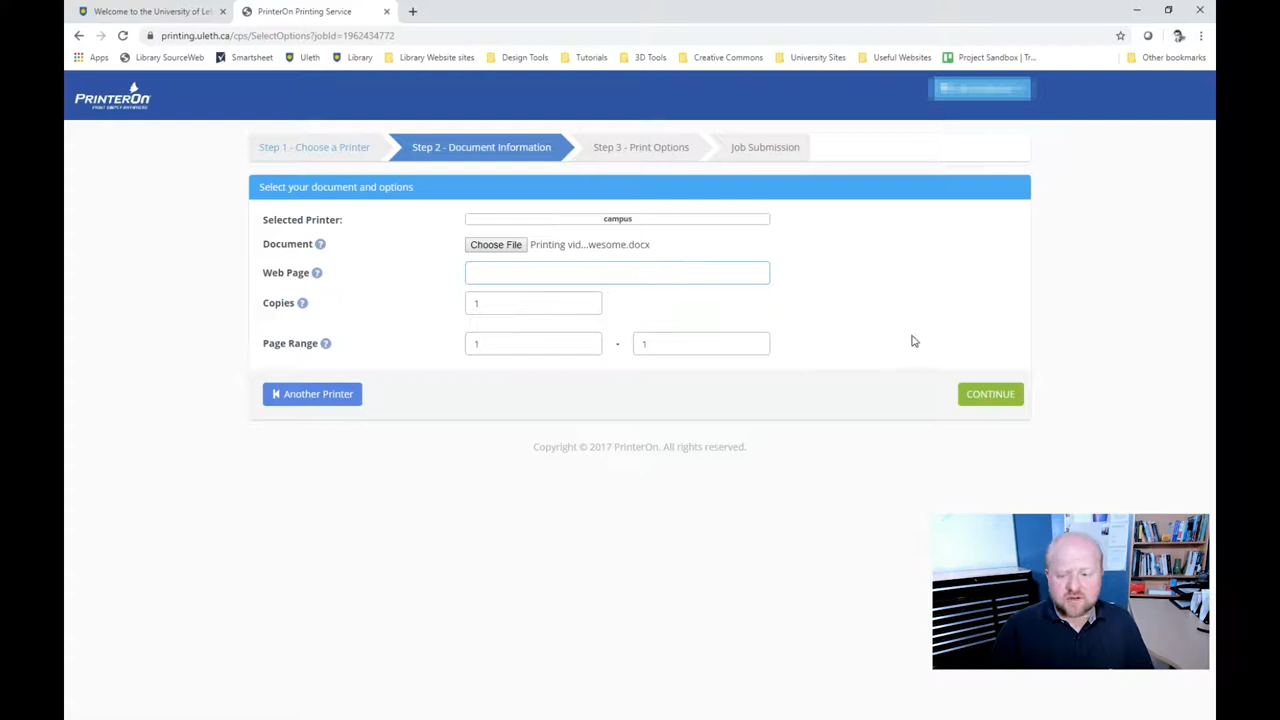 Welcome to the University of Let
PrinterOn Printing Service
printing.uleth.ca/cps/SelectOptions?jobId=1962434772
Apps Library SourceWeb Smartsheet Uleth Library Library Website sites Design Tools Tutorials 3D Tools Creative Commons University Sites Useful Websites Project Sandbox | Tr... Other bookmarks
PRINTERON
PRINT SIMPLY ANYWHERE
Step 1 - Choose a Printer Step 2 - Document Information Step 3 - Print Options Job Submission
Select your document and options
Selected Printer: campus
Document ? Choose File Printing vid...wesome.docx
Web Page ?
Copies ? 1
Page Range ? 1 - 1
Another Printer CONTINUE
Copyright © 2017 PrinterOn. All rights reserved.